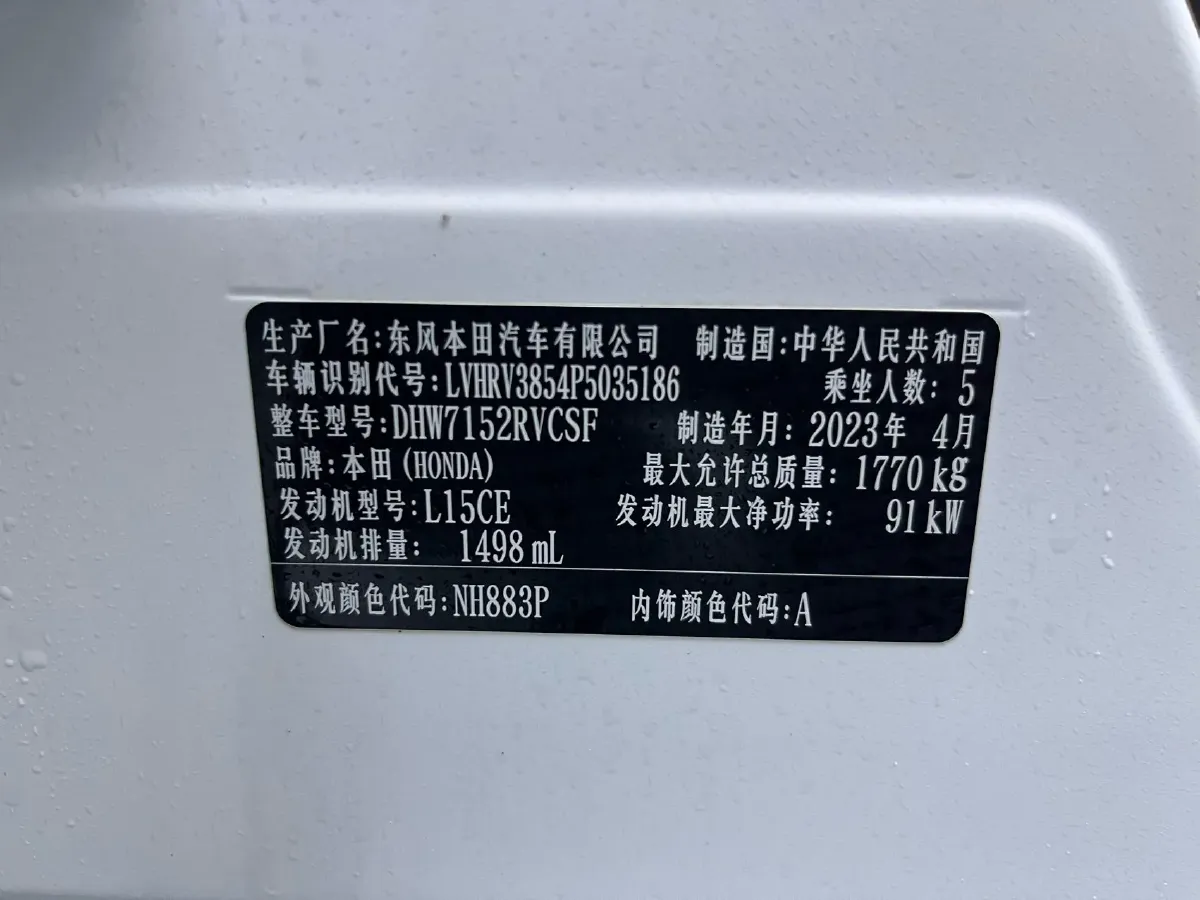 生产厂名:东风本田汽车有限公司 制造国:中华人民共和国
车辆识别代号:LVHRV3854P5035186 乘坐人数:5
整车型号:DHW7152RVCSF 制造年月:2023年 4月
品牌:本田(HONDA) 最大允许总质量:1770kg
发动机型号:L15CE 发动机最大净功率: 91kW
发动机排量: 1498mL
外观颜色代码:NH883P 内饰颜色代码:A